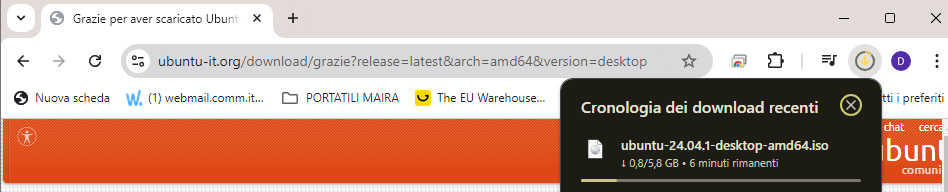 Grazie per aver scaricato Ubunt
ubuntu-it.org/download/grazie?release=latest&arch=amd64&version=desktop
D
Nuova scheda
(1) webmail.comm.it...
PORTATILI MAIRA
The EU Warehouse...
tti i preferiti
Cronologia dei download recenti
ubuntu-24.04.1-desktop-amd64.iso
↓ 0,8/5,8 GB • 6 minuti rimanenti
chat
cerca
ubunt
comuni